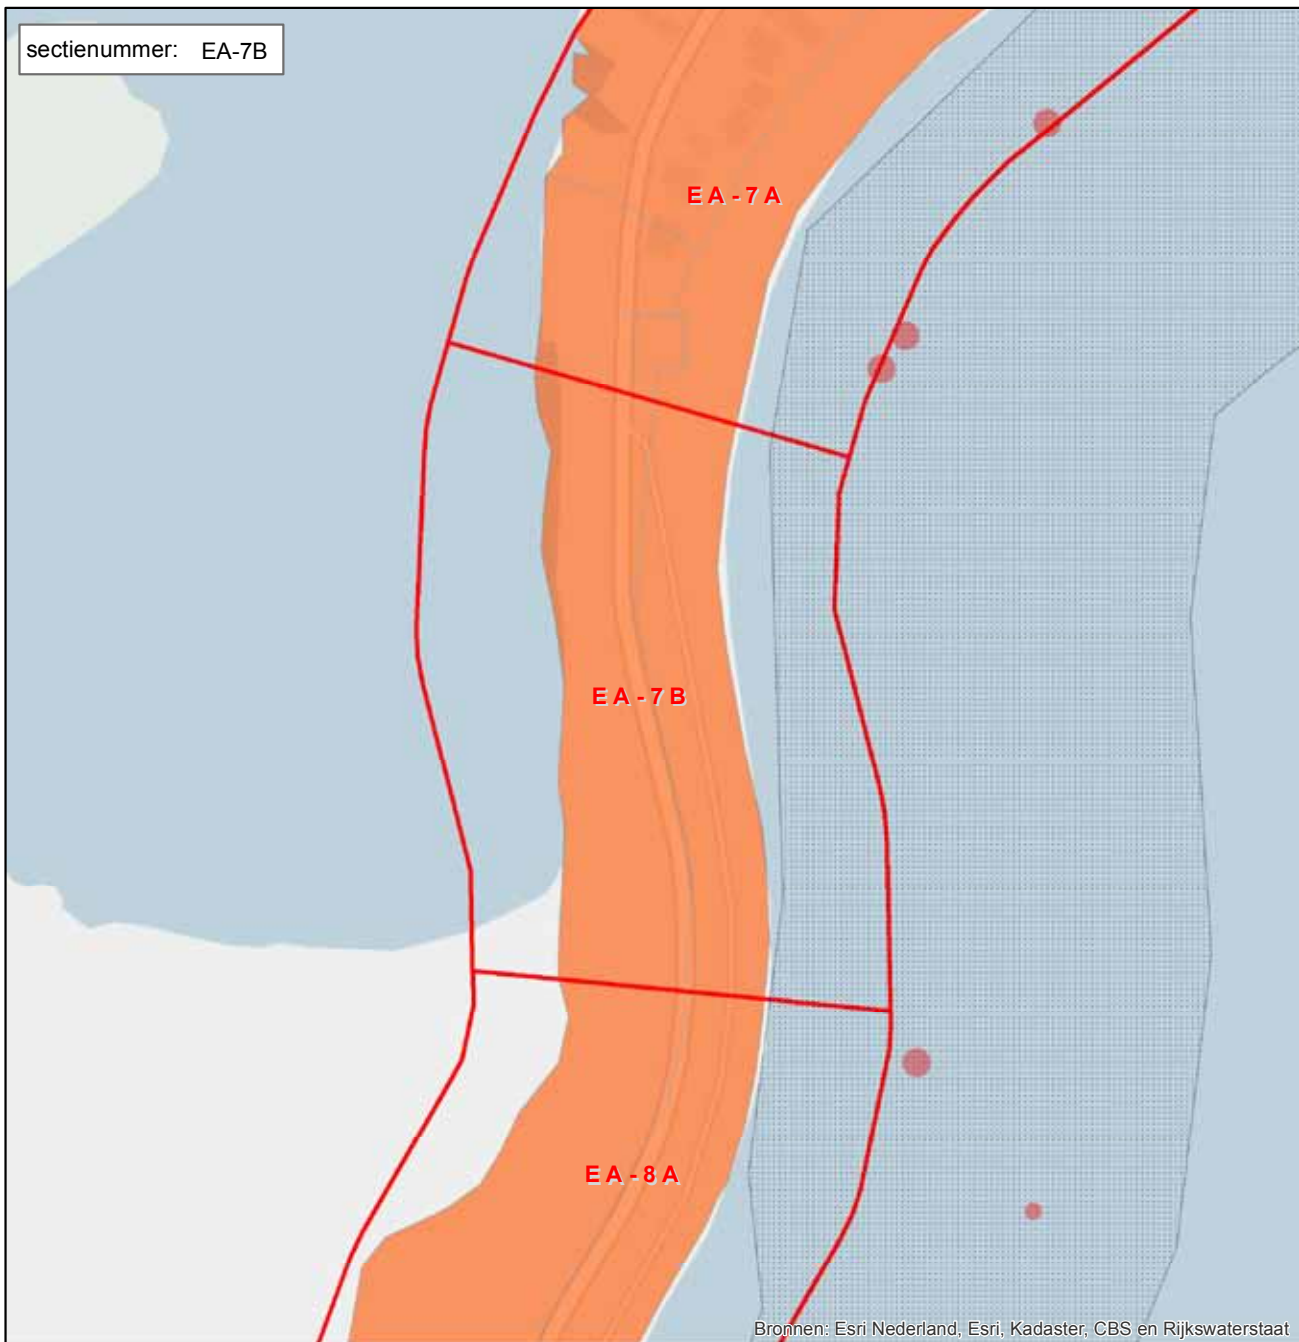 sectienummer: EA-7B
EA-7A
EA-7B
EA-8A
Bronnen: Esri Nederland, Esri, Kadaster, CBS en Rijkswaterstaat